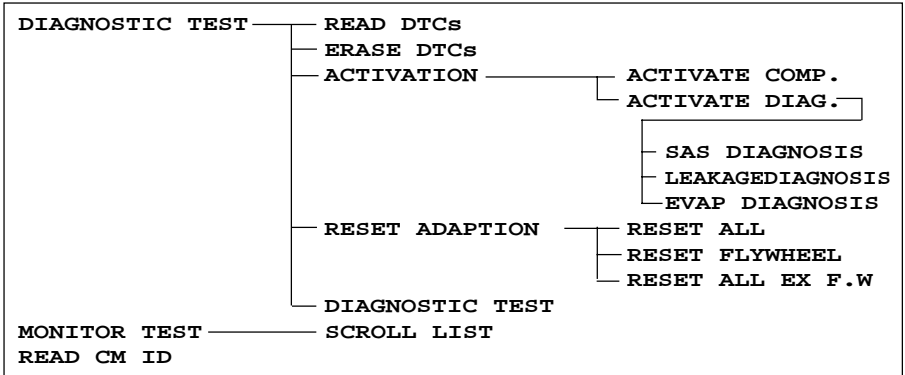 DIAGNOSTIC TEST READ DTCs
ERASE DTCs
ACTIVATION ACTIVATE COMP.
ACTIVATE DIAG.
SAS DIAGNOSIS
LEAKAGEDIAGNOSIS
EVAP DIAGNOSIS
RESET ADAPTION RESET ALL
RESET FLYWHEEL
RESET ALL EX F.W
DIAGNOSTIC TEST
MONITOR TEST SCROLL LIST
READ CM ID